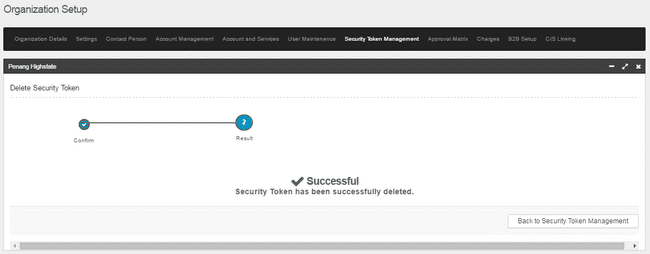 Organization Setup
Organization Details Settings Contact Person Account Management Account and Services User Maintenance Security Token Management Approval Matrix Charges B2B Setup CIS Linking
Penang Highstate
Delete Security Token
Confirm Result
Successful
Security Token has been successfully deleted.
Back to Security Token Management